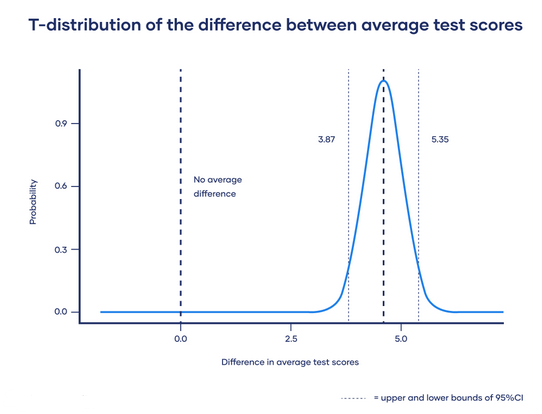 T-distribution of the difference between average test scores
0.9
0.6
0.3
0.0
Probability
No average
difference
3.87
5.35
0.0
2.5
5.0
Difference in average test scores
= upper and lower bounds of 95%CI